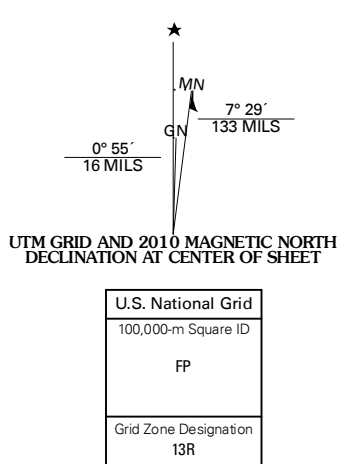 MN
GN
7° 29´
133 MILS
0° 55´
16 MILS
UTM GRID AND 2010 MAGNETIC NORTH
DECLINATION AT CENTER OF SHEET
U.S. National Grid
100,000-m Square ID
FP
Grid Zone Designation
13R